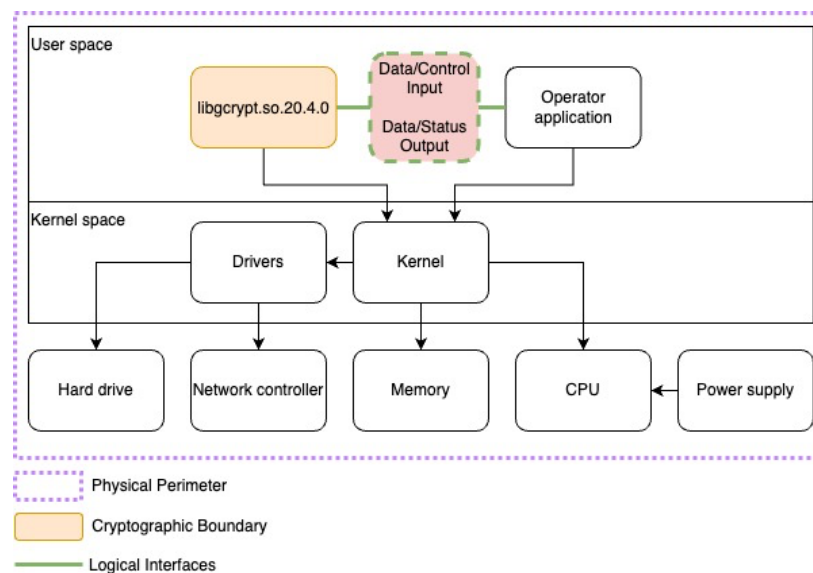 User space
libgcrypt.so.20.4.0
Data/Control
Input
Data/Status
Output
Operator
application
Kernel space
Drivers
Kernel
Hard drive
Network controller
Memory
CPU
Power supply
Physical Perimeter
Cryptographic Boundary
Logical Interfaces